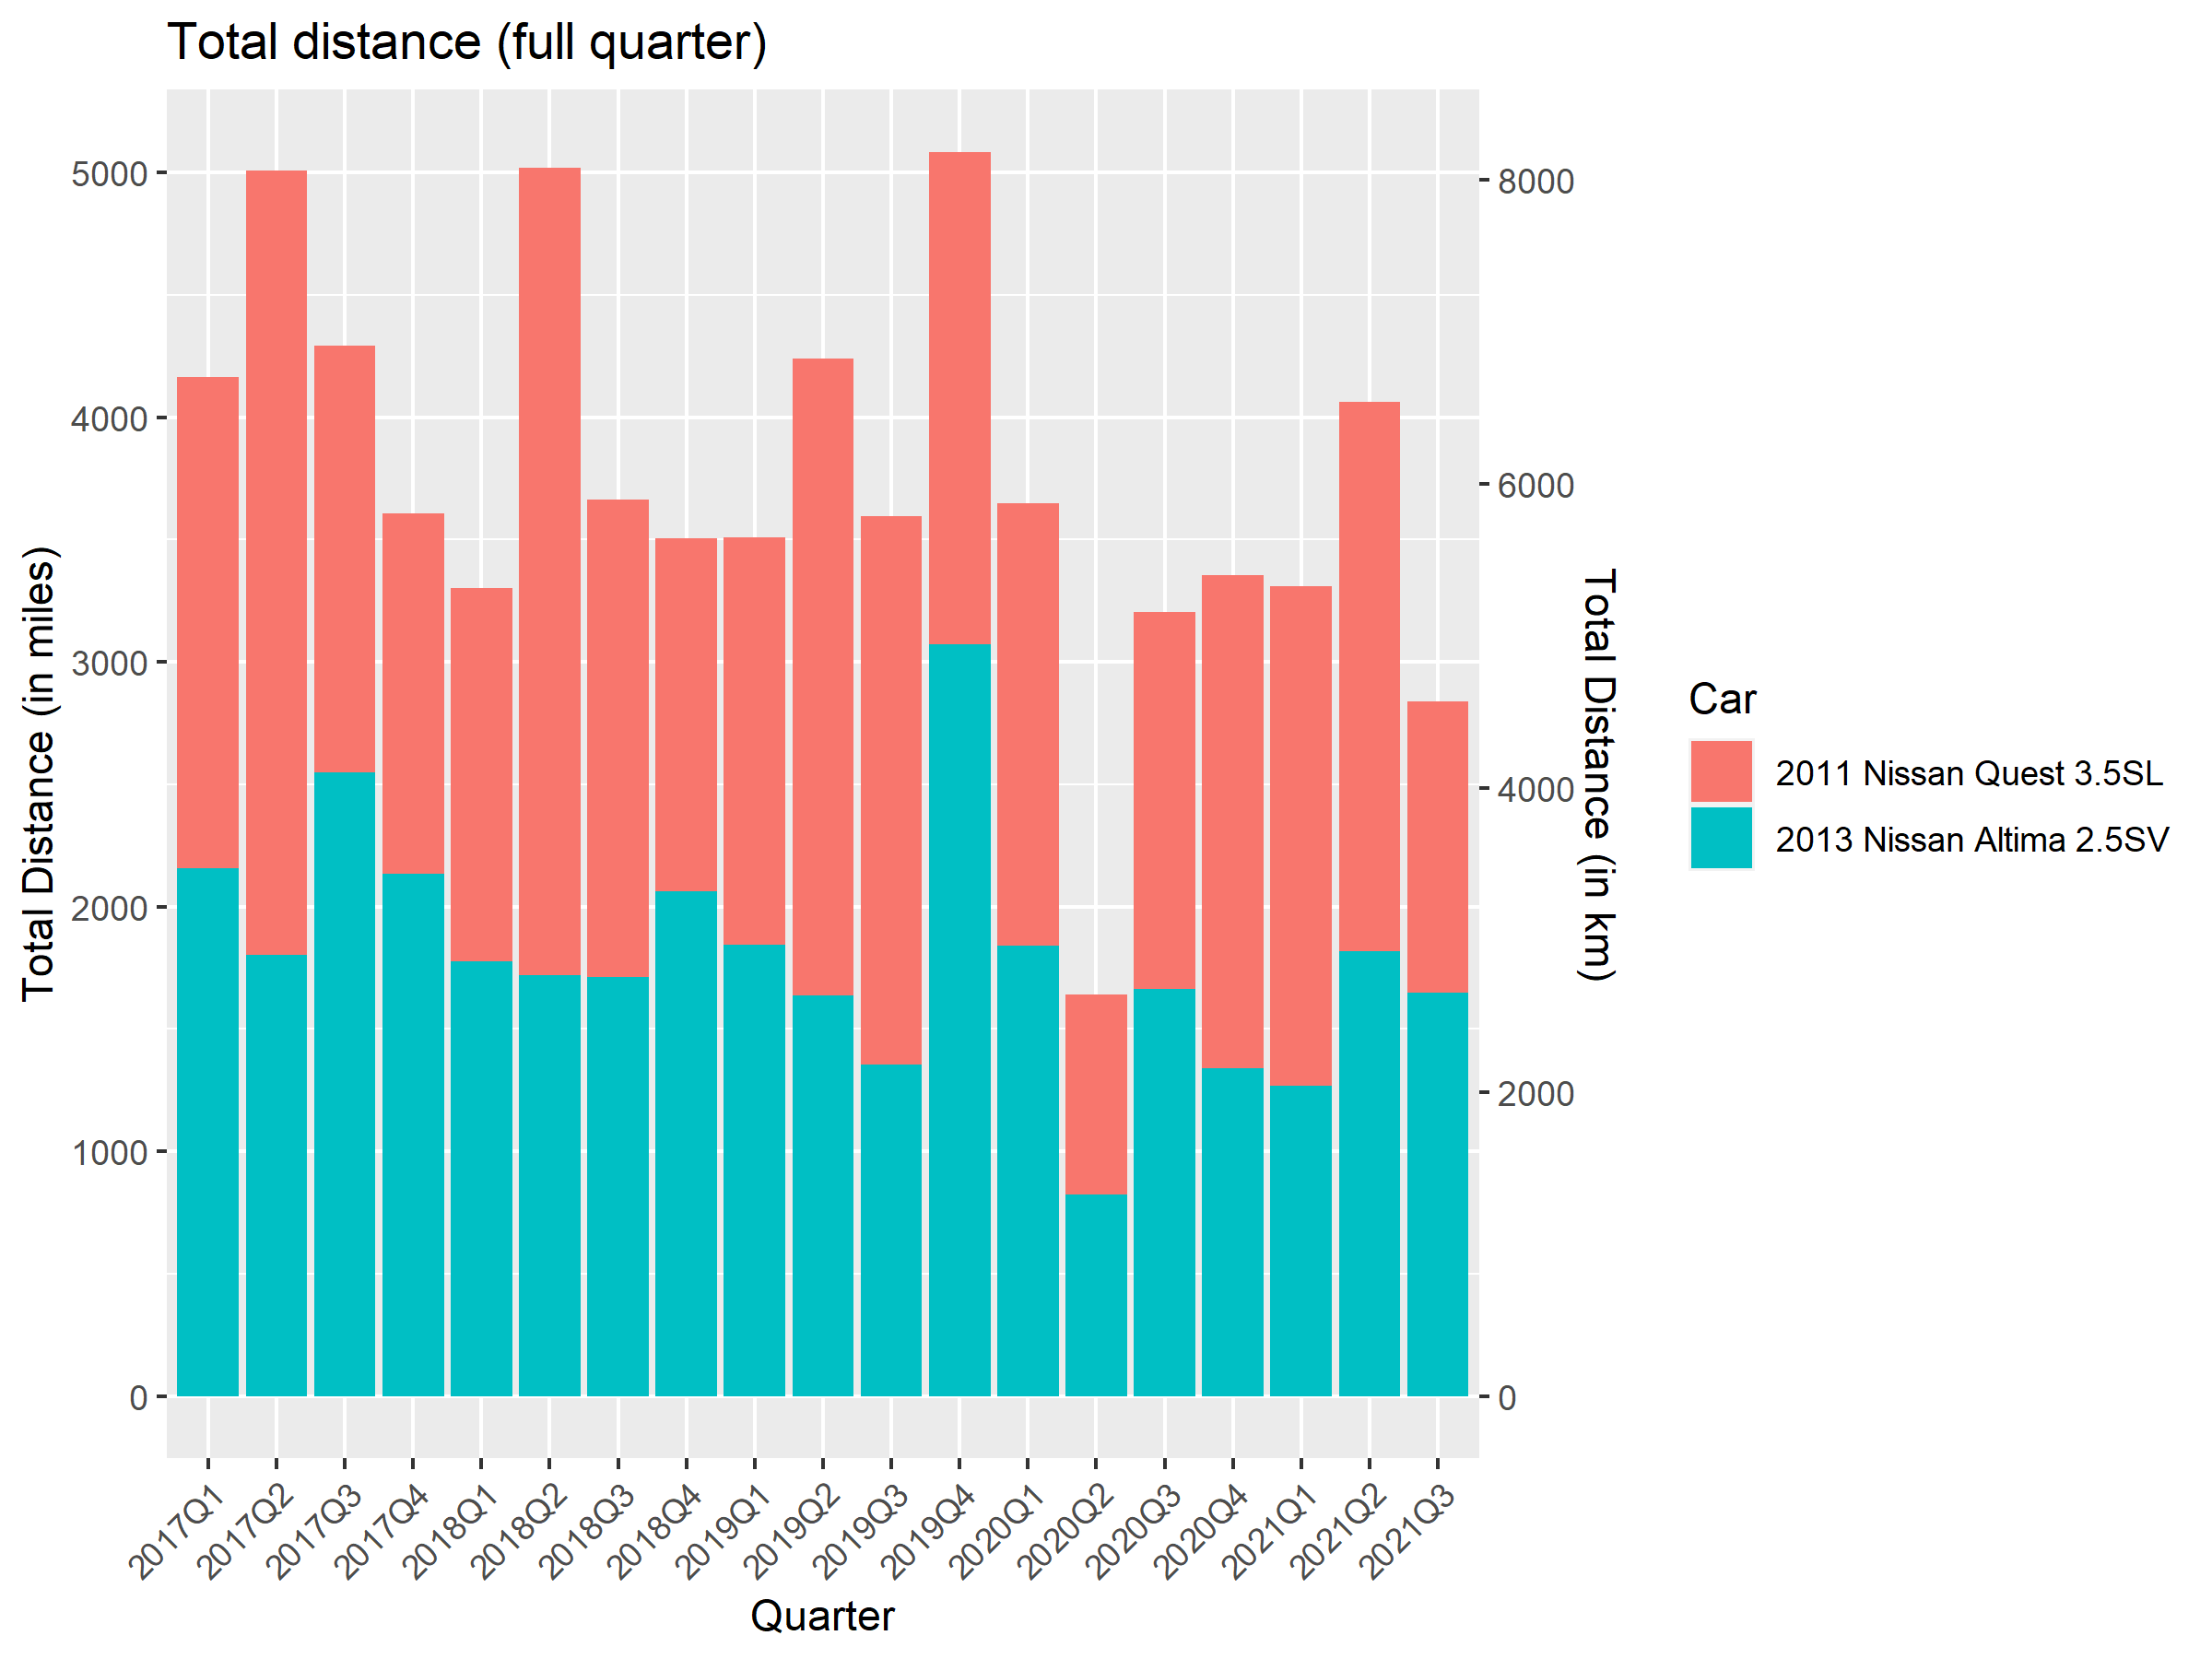 Total distance (full quarter)
Total Distance (in miles)
5000
4000
3000
2000
1000
0
8000
6000
4000
2000
0
Total Distance (in km)
2017Q1
2017Q2
2017Q3
2017Q4
2018Q1
2018Q2
2018Q3
2018Q4
2019Q1
2019Q2
2019Q3
2019Q4
2020Q1
2020Q2
2020Q3
2020Q4
2021Q1
2021Q2
2021Q3
Quarter
Car
2011 Nissan Quest 3.5SL
2013 Nissan Altima 2.5SV